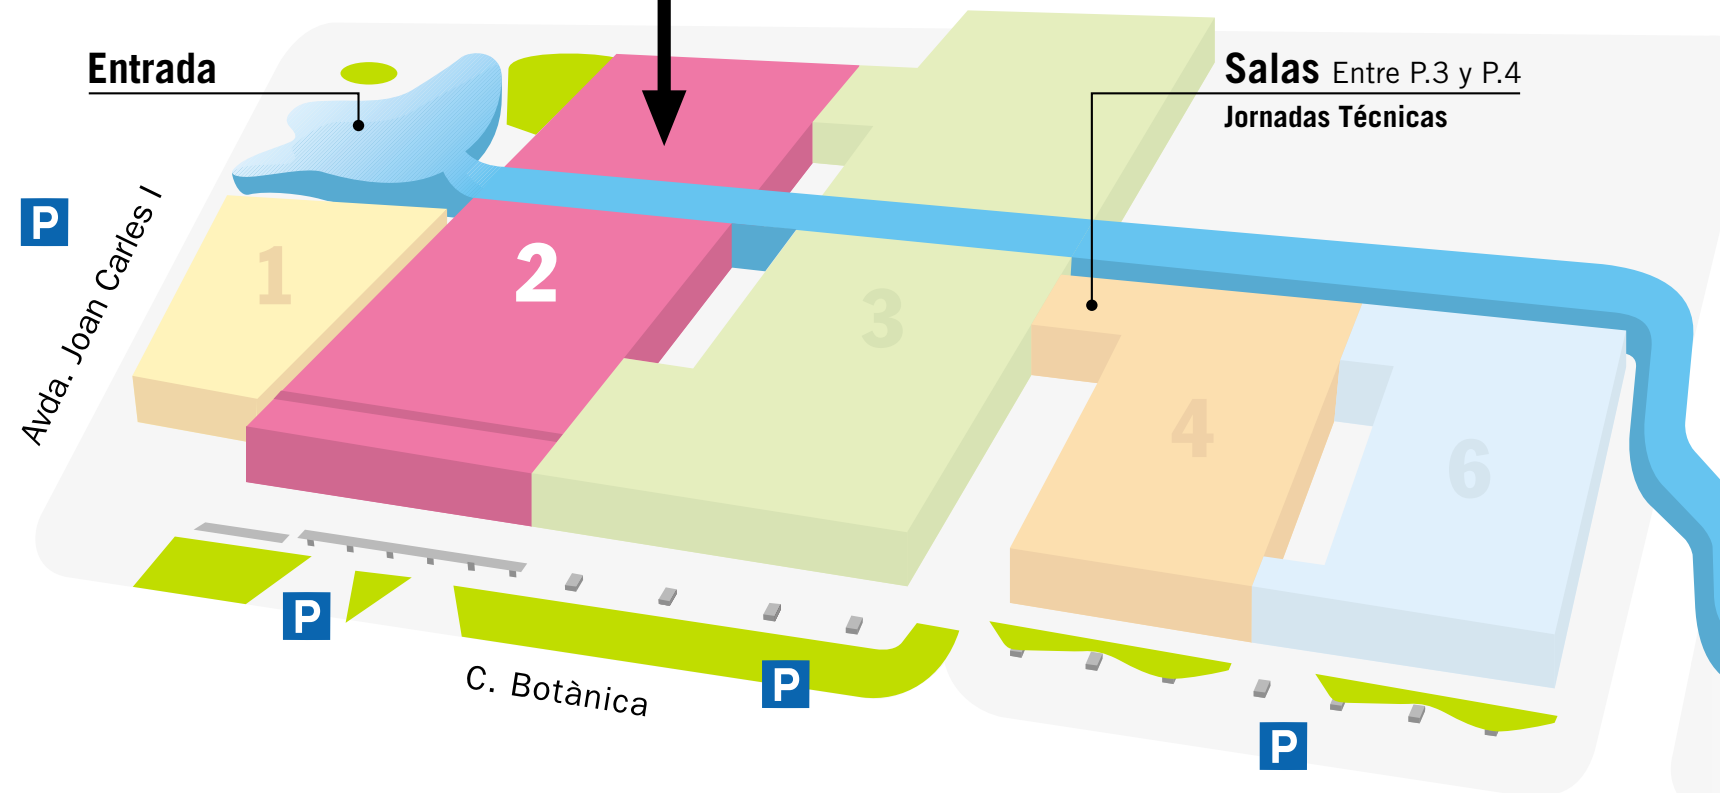 Entrada
Salas Entre P.3 y P.4
Jornadas Técnicas
P
Avda. Joan Carles I
1
2
3
4
6
P
C. Botànica
P
P